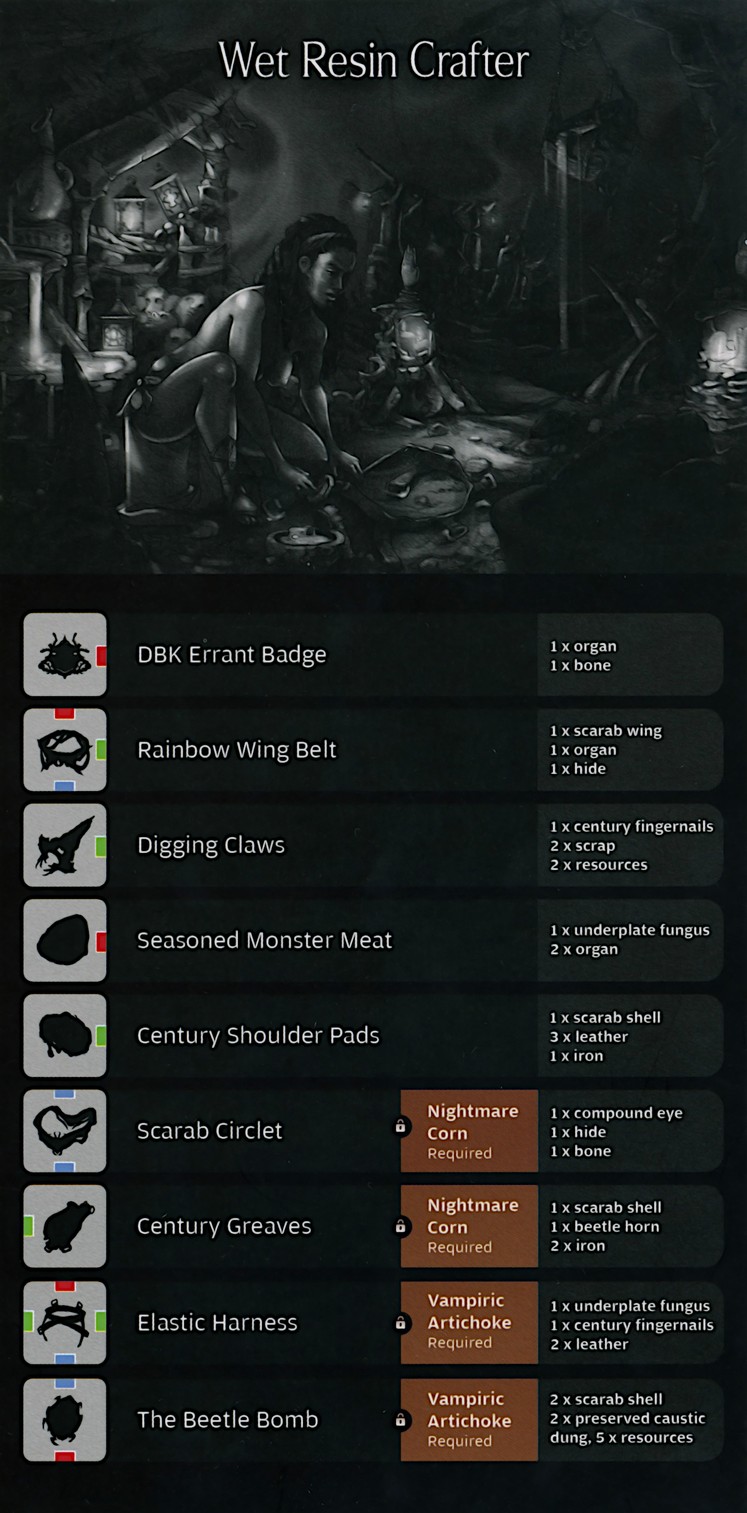 Wet Resin Crafter
DBK Errant Badge
1 x organ
1 x bone
Rainbow Wing Belt
1 x scarab wing
1 x organ
1 x hide
Digging Claws
1 x century fingernails
2 x scrap
2 x resources
Seasoned Monster Meat
1 x underplate fungus
2 x organ
Century Shoulder Pads
1 x scarab shell
3 x leather
1 x iron
Scarab Circlet
Nightmare
Corn
Required
1 x compound eye
1 x hide
1 x bone
Century Greaves
Nightmare
Corn
Required
1 x scarab shell
1 x beetle horn
2 x iron
Elastic Harness
Vampiric
Artichoke
Required
1 x underplate fungus
1 x century fingernails
2 x leather
The Beetle Bomb
Vampiric
Artichoke
Required
2 x scarab shell
2 x preserved caustic
dung, 5 x resources